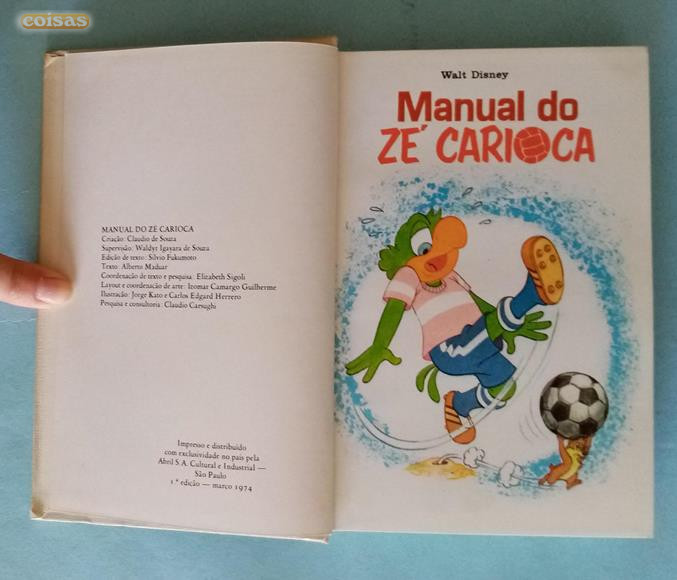 coisas
MANUAL DO ZÉ CARIOCA
Criação: Claudio de Souza
Supervisão: Waldyr Igayara de Souza
Edição de texto: Silvio Fukumoto
Texto: Alberto Maduar
Coordenação de texto e pesquisa: Elizabeth Sigoli
Layout e coordenação de arte: Izomar Camargo Guilherme
Ilustração: Jorge Kato e Carlos Edgard Herrero
Pesquisa e consultoria: Claudio Carsughi
Impresso e distribuído
com exclusividade no país pela
Abril S.A. Cultural e Industrial —
São Paulo
1ª edição — março 1974
Walt Disney
Manual do
ZÉ CARIOCA